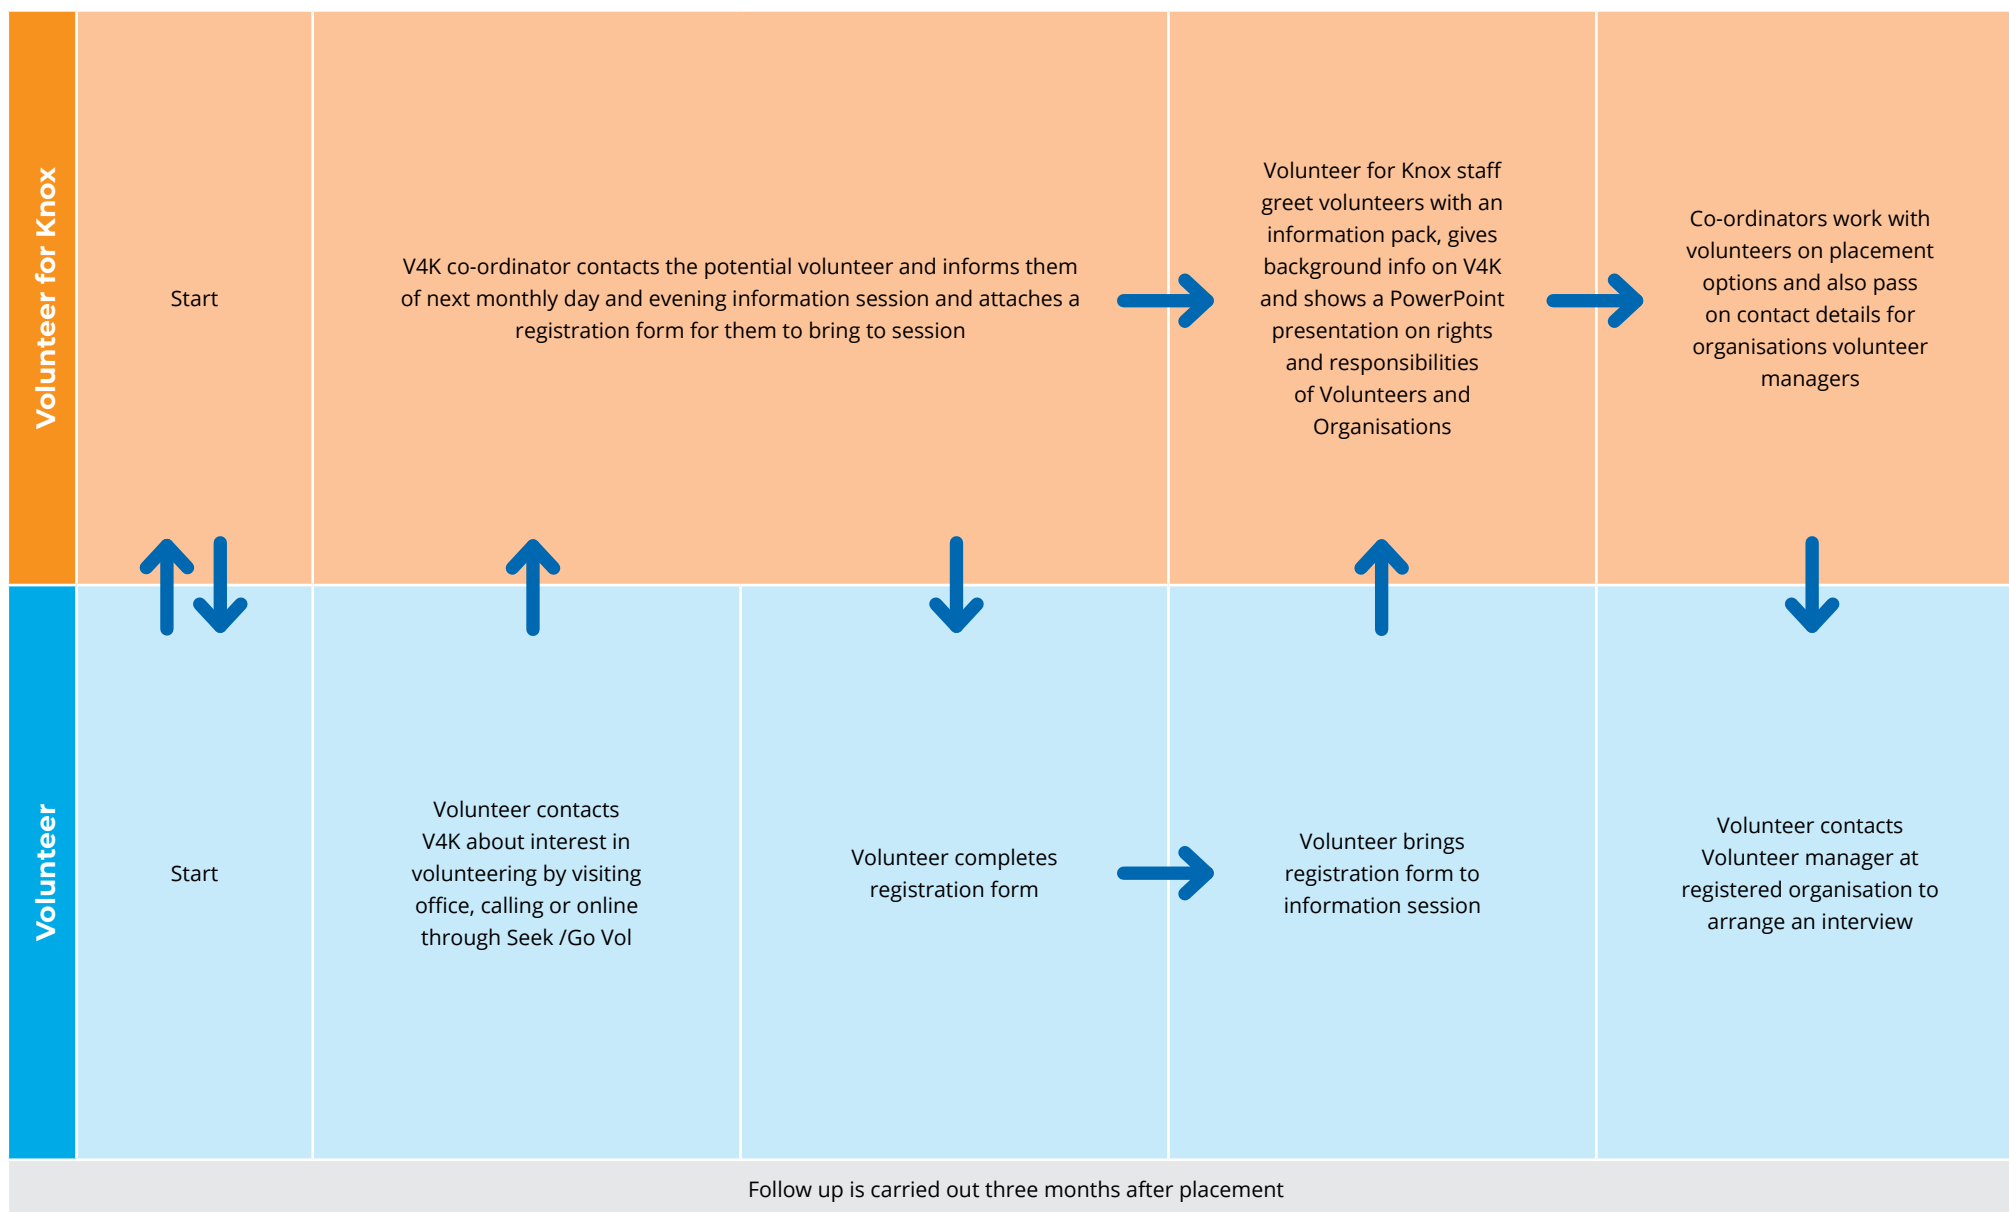 Volunteer for Knox
Start
V4K co-ordinator contacts the potential volunteer and informs them
of next monthly day and evening information session and attaches a
registration form for them to bring to session
Volunteer for Knox staff
greet volunteers with an
information pack, gives
background info on V4K
and shows a PowerPoint
presentation on rights
and responsibilities
of Volunteers and
Organisations
Co-ordinators work with
volunteers on placement
options and also pass
on contact details for
organisations volunteer
managers
Volunteer
Start
Volunteer contacts
V4K about interest in
volunteering by visiting
office, calling or online
through Seek /Go Vol
Volunteer completes
registration form
Volunteer brings
registration form to
information session
Volunteer contacts
Volunteer manager at
registered organisation to
arrange an interview
Follow up is carried out three months after placement